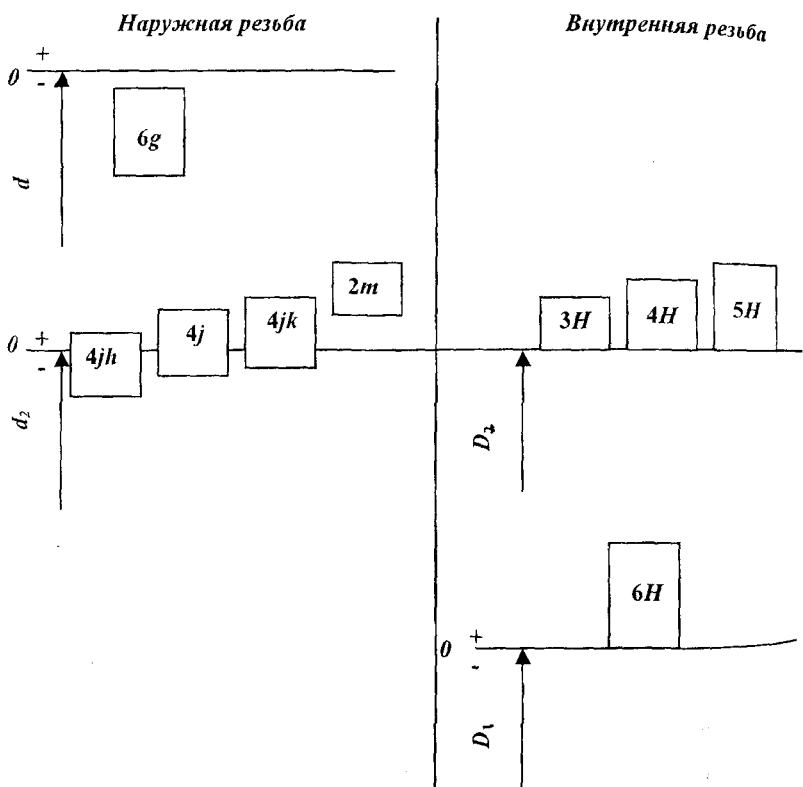 Наружная резьба
Внутренняя резьба
+
0
-
6g
d
2m
4j
4jk
3H
4H
5H
0
+
-
4jh
d₂
D₂
6H
+
0
-
D₁